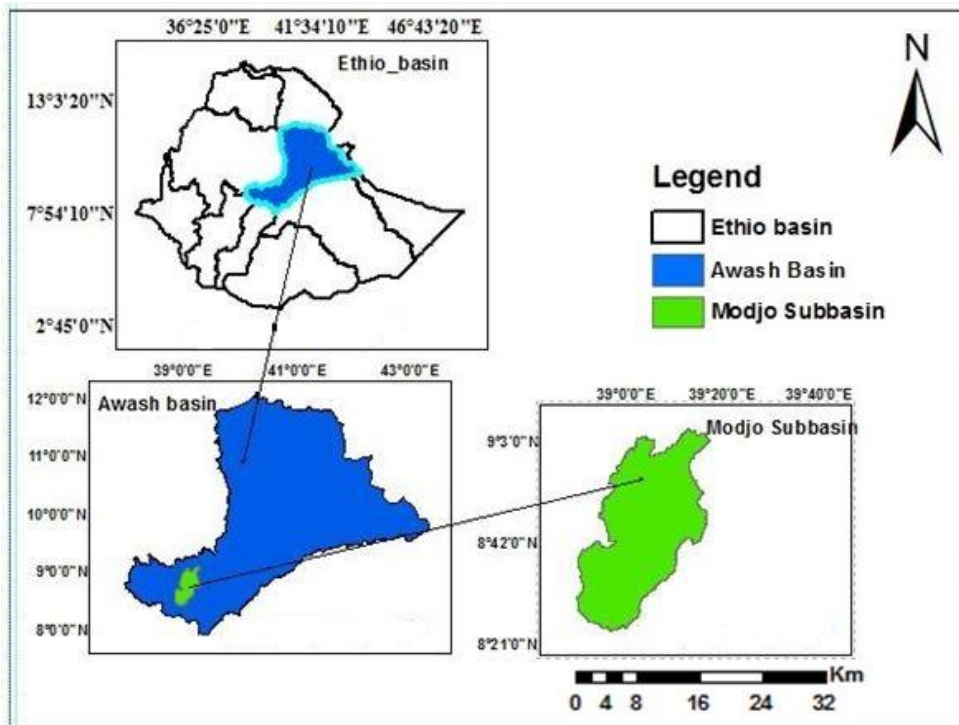 36°25'0"E 41°34'10"E 46°43'20"E
Ethio_basin
13°3'20"N
7°54'10"N
2°45'0"N
N
Legend
Ethio basin
Awash Basin
Modjo Subbasin
39°0'0"E 41°0'0"E 43°0'0"E
Awash basin
12°0'0"N
11°0'0"N
10°0'0"N
9°0'0"N
8°0'0"N
39°0'0"E 39°20'0"E 39°40'0"E
Modjo Subbasin
9°3'0"N
8°42'0"N
8°21'0"N
Km
0 4 8 16 24 32